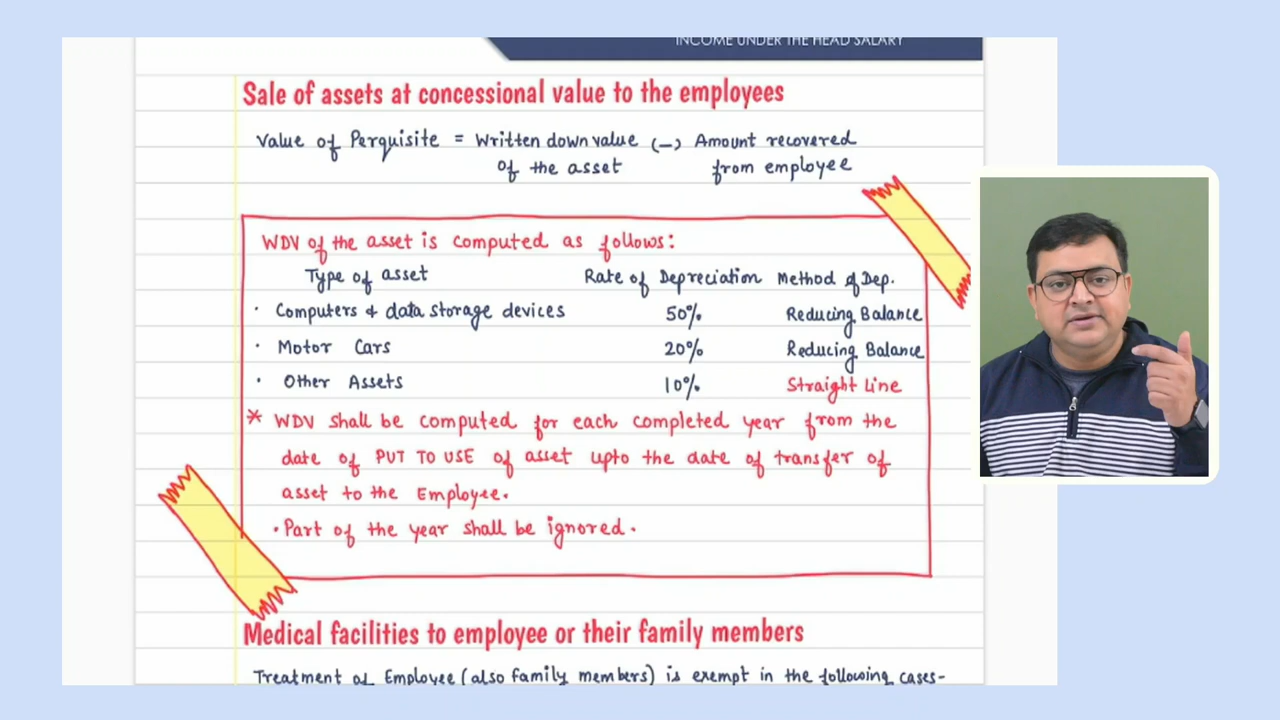 INCOME UNDER THE HEAD SALARY
Sale of assets at concessional value to the employees
Value of Perquisite = Written down value (-) Amount recovered
of the asset from employee
WDV of the asset is computed as follows:
Type of asset Rate of Depreciation Method of Dep.
· Computers & data storage devices 50% Reducing Balance
· Motor Cars 20% Reducing Balance
· Other Assets 10% Straight Line
* WDV shall be computed for each completed year from the
date of PUT TO USE of asset upto the date of transfer of
asset to the Employee.
· Part of the year shall be ignored.
Medical facilities to employee or their family members
Treatment of Employee (also family members) is exempt in the following cases-